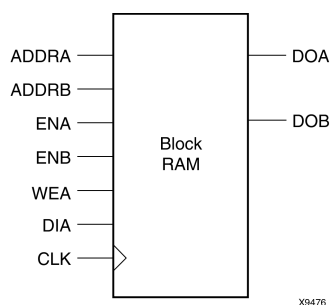 ADDRA
ADDRB
ENA
ENB
WEA
DIA
CLK
Block
RAM
DOA
DOB
X9476